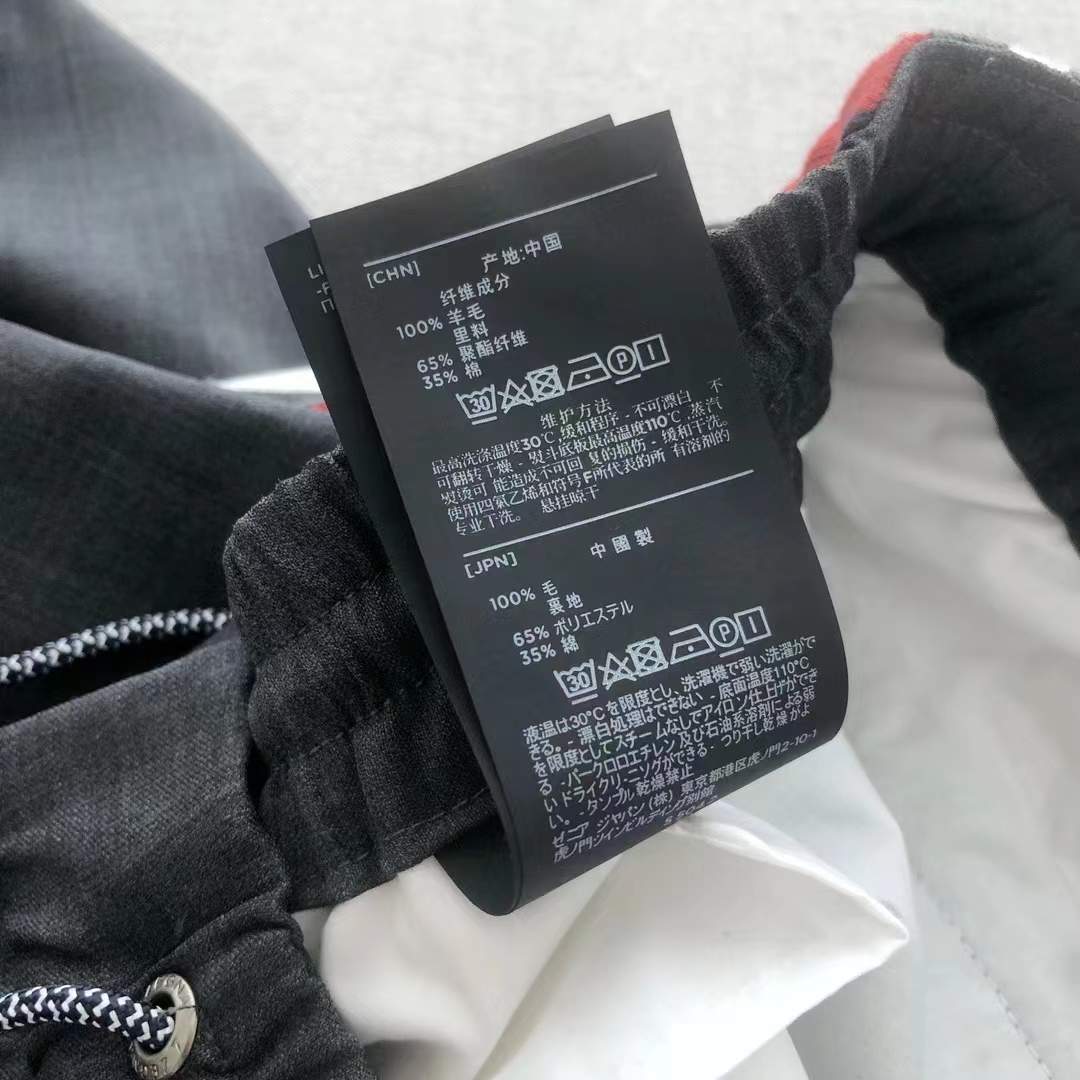 LI
[CHN] 产地:中国
纤维成分
100% 羊毛
里料
65% 聚酯纤维
35% 棉
30 P
维护方法
最高洗涤温度30℃,缓和程序 - 不可漂白 不
可翻转干燥 - 熨斗底板最高温度110℃,蒸汽
熨烫可 能造成不可回 复的损伤 - 缓和干洗。
使用四氯乙烯和符号F所代表的所 有溶剂的
专业干洗。 悬挂晾干
[JPN] 中國製
100% 毛
裏地
65% ポリエステル
35% 綿
30 P
液温は30℃を限度とし、洗濯機で弱い洗濯がで
きる。- 漂白処理はできない - 底面温度110℃
を限度としてスチームなしでアイロン仕上げができ
る - パークロロエチレン及び石油系溶剤による弱
いドライクリーニングができる - つり干し乾燥がよ
い。- タンブル乾燥禁止
ゼニア ジャパン (株) 東京都港区虎ノ門2-10-1
虎ノ門ツインビルディング